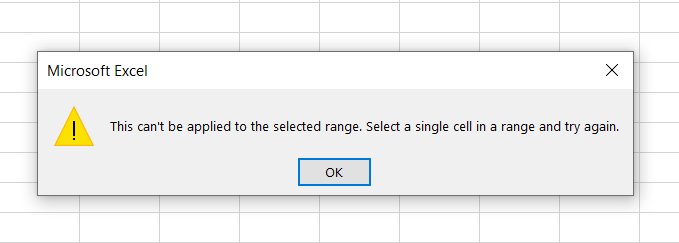 Microsoft Excel
This can't be applied to the selected range. Select a single cell in a range and try again.
OK